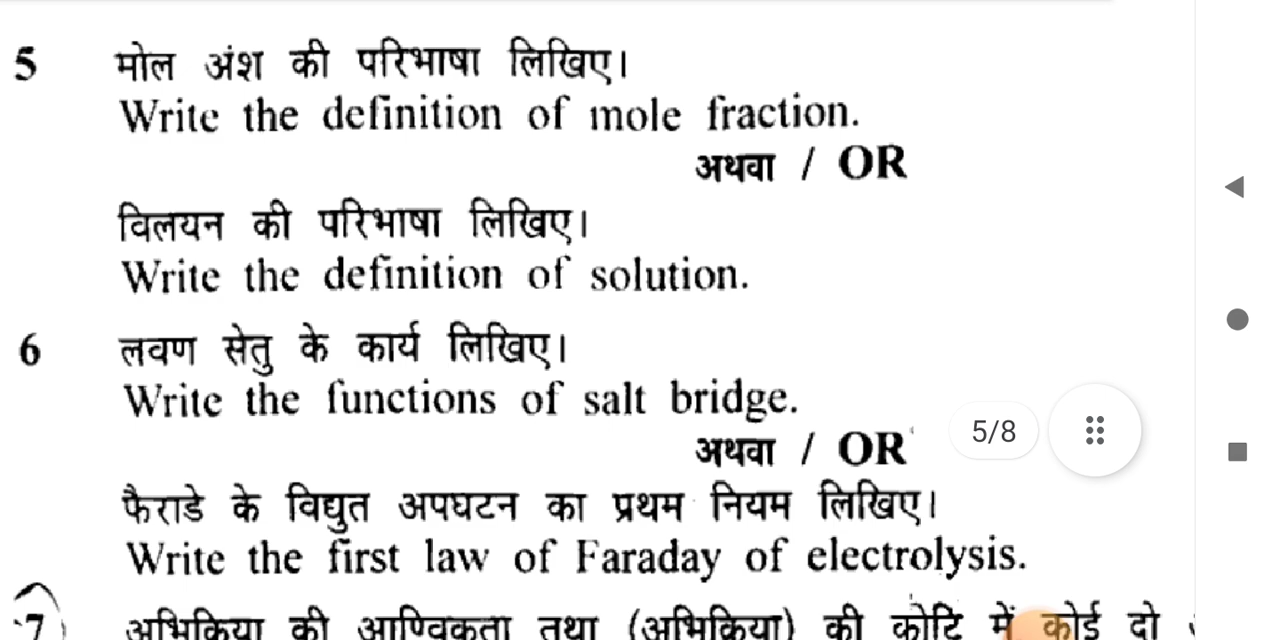 5 मोल अंश की परिभाषा लिखिए।
Write the definition of mole fraction.
अथवा / OR
विलयन की परिभाषा लिखिए।
Write the definition of solution.
6 लवण सेतु के कार्य लिखिए।
Write the functions of salt bridge.
अथवा / OR
5/8
फैराडे के विद्युत अपघटन का प्रथम नियम लिखिए।
Write the first law of Faraday of electrolysis.
7 अभिक्रिया की आण्विकता तथा (अभिक्रिया) की कोटि में कोई दो